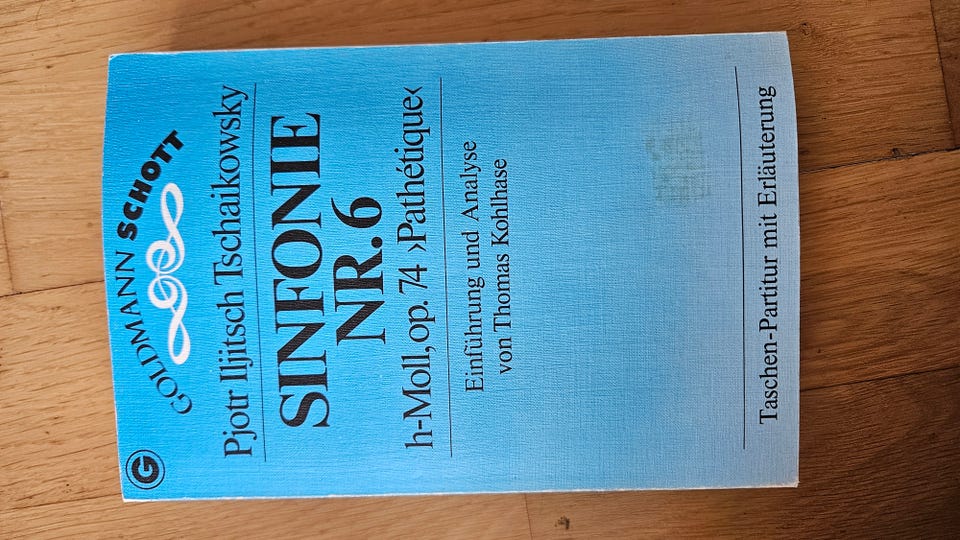 G
GOLDMANN SCHOTT
Pjotr Iljitsch Tschaikowsky
SINFONIE
NR. 6
h-Moll, op. 74 ›Pathétique‹
Einführung und Analyse
von Thomas Kohlhase
Taschen-Partitur mit Erläuterung